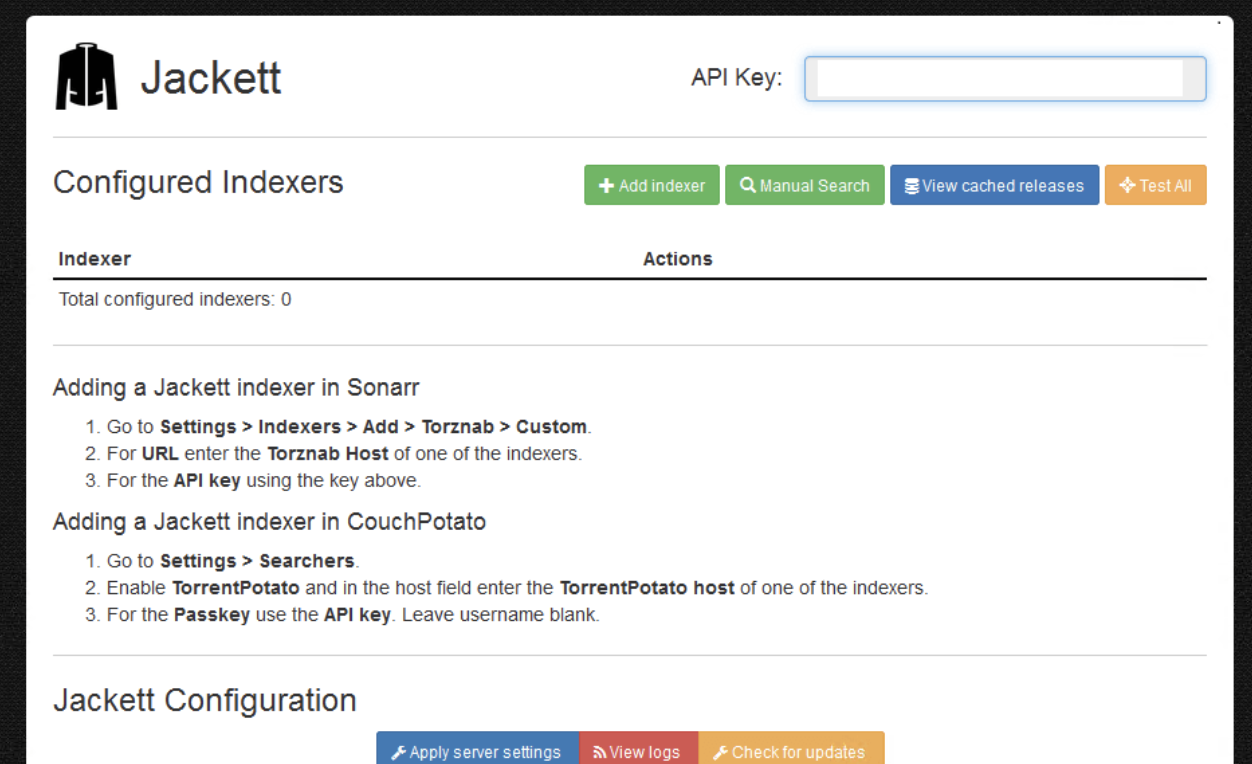 Jackett
API Key:
Configured Indexers
Add indexer
Manual Search
View cached releases
Test All
Indexer
Actions
Total configured indexers: 0
Adding a Jackett indexer in Sonarr
1. Go to Settings > Indexers > Add > Torznab > Custom.
2. For URL enter the Torznab Host of one of the indexers.
3. For the API key using the key above.
Adding a Jackett indexer in CouchPotato
1. Go to Settings > Searchers.
2. Enable TorrentPotato and in the host field enter the TorrentPotato host of one of the indexers.
3. For the Passkey use the API key. Leave username blank.
Jackett Configuration
Apply server settings
View logs
Check for updates